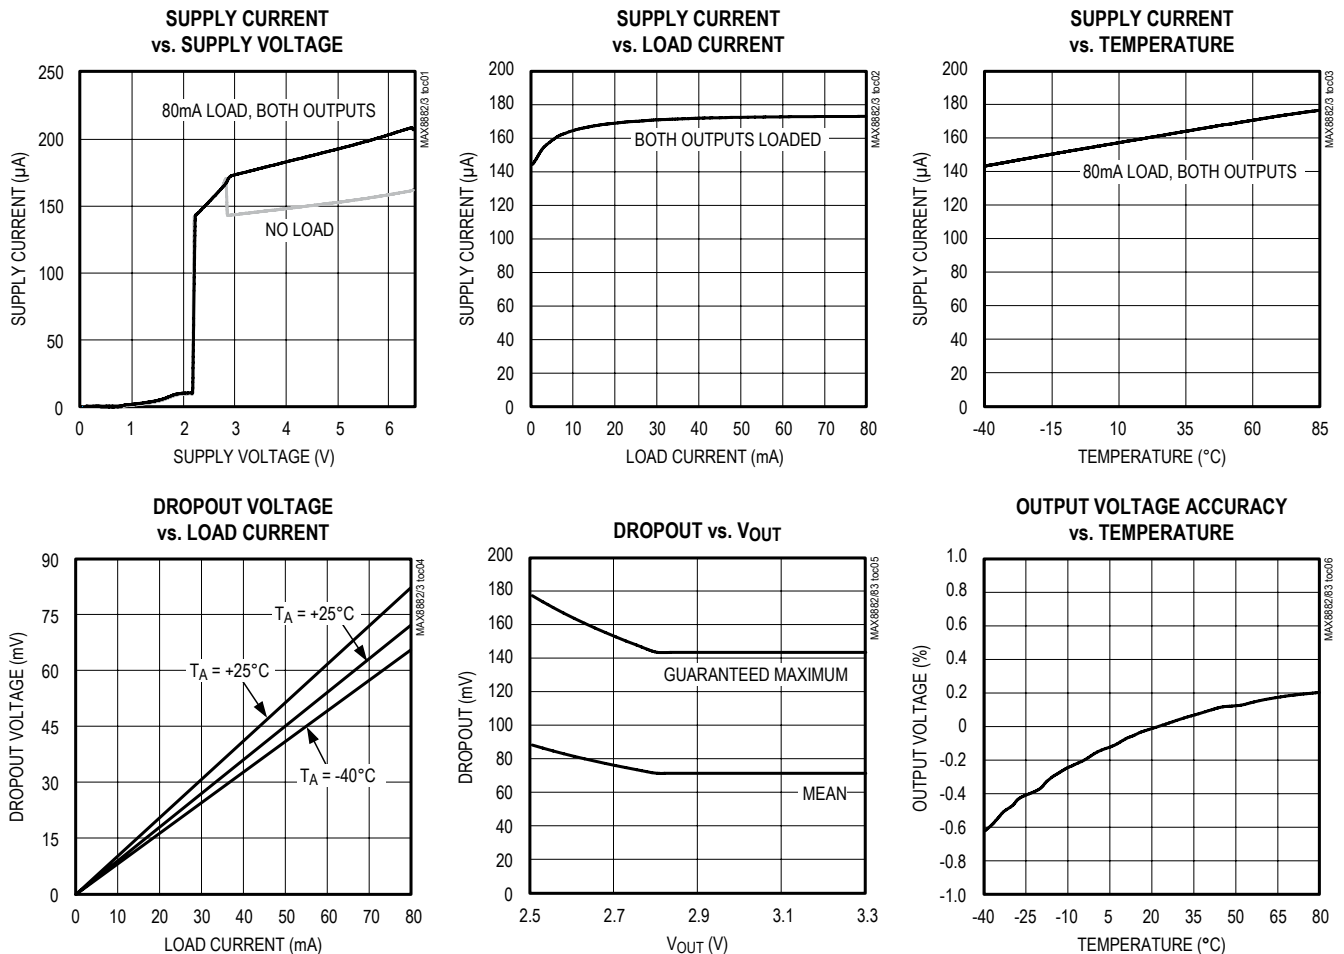 SUPPLY CURRENT
vs. SUPPLY VOLTAGE
MAX8882/3 toc01
SUPPLY CURRENT (µA)
250
200
150
100
50
0
80mA LOAD, BOTH OUTPUTS
NO LOAD
0 1 2 3 4 5 6
SUPPLY VOLTAGE (V)
SUPPLY CURRENT
vs. LOAD CURRENT
MAX8882/3 toc02
SUPPLY CURRENT (µA)
200
180
160
140
120
100
80
60
40
20
0
BOTH OUTPUTS LOADED
0 10 20 30 40 50 60 70 80
LOAD CURRENT (mA)
SUPPLY CURRENT
vs. TEMPERATURE
MAX8882/3 toc03
SUPPLY CURRENT (µA)
200
180
160
140
120
100
80
60
40
20
0
80mA LOAD, BOTH OUTPUTS
-40 -15 10 35 60 85
TEMPERATURE (°C)
DROPOUT VOLTAGE
vs. LOAD CURRENT
MAX8882/3 toc04
DROPOUT VOLTAGE (mV)
90
75
60
45
30
15
0
TA = +25°C
TA = +25°C
TA = -40°C
0 10 20 30 40 50 60 70 80
LOAD CURRENT (mA)
DROPOUT vs. VOUT
MAX8882/83 toc05
DROPOUT (mV)
200
180
160
140
120
100
80
60
40
20
0
GUARANTEED MAXIMUM
MEAN
2.5 2.7 2.9 3.1 3.3
VOUT (V)
OUTPUT VOLTAGE ACCURACY
vs. TEMPERATURE
MAX8882/83 toc06
OUTPUT VOLTAGE (%)
1.0
0.8
0.6
0.4
0.2
0
-0.2
-0.4
-0.6
-0.8
-1.0
-40 -25 -10 5 20 35 50 65 80
TEMPERATURE (°C)